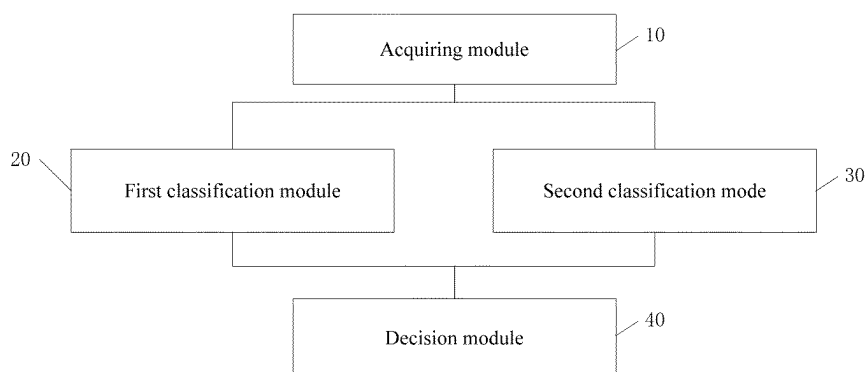 Acquiring module
10
20
First classification module
Second classification mode
30
Decision module
40